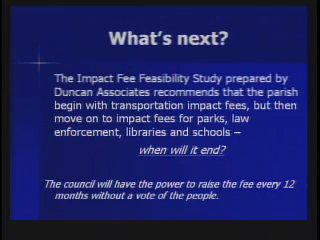 What's next?
The Impact Fee Feasibility Study prepared by
Duncan Associates recommends that the parish
begin with transportation impact fees, but then
move on to impact fees for parks, law
enforcement, libraries and schools –
when will it end?
The council will have the power to raise the fee every 12
months without a vote of the people.